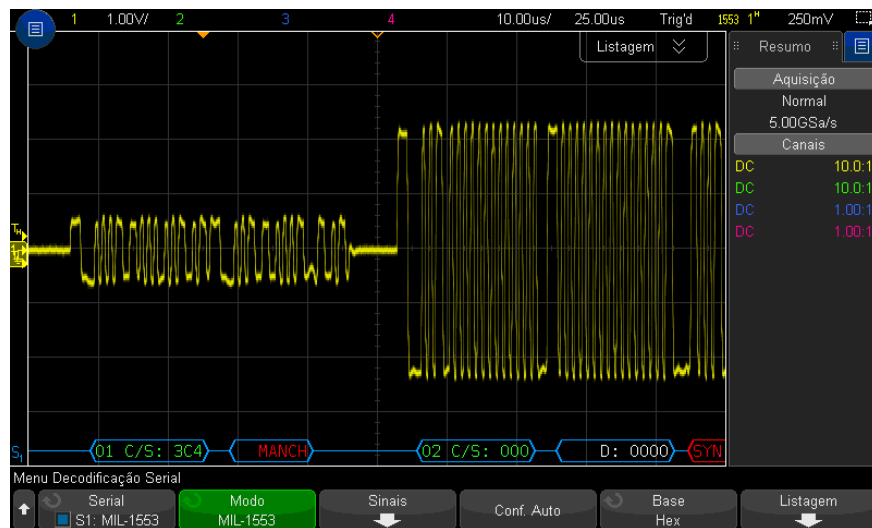 1 1.00V/ 2 3 4 10.00us/ 25.00us Trig'd 1553 1ᴴ 250mV
Listagem
Resumo
Aquisição
Normal
5.00GSa/s
Canais
DC 10.0:1
DC 10.0:1
DC 1.00:1
DC 1.00:1
S₁ 01 C/S: 3C4 MANCH 02 C/S: 000 D: 0000 SYN
Menu Decodificação Serial
Serial
S1: MIL-1553
Modo
MIL-1553
Sinais
Conf. Auto
Base
Hex
Listagem